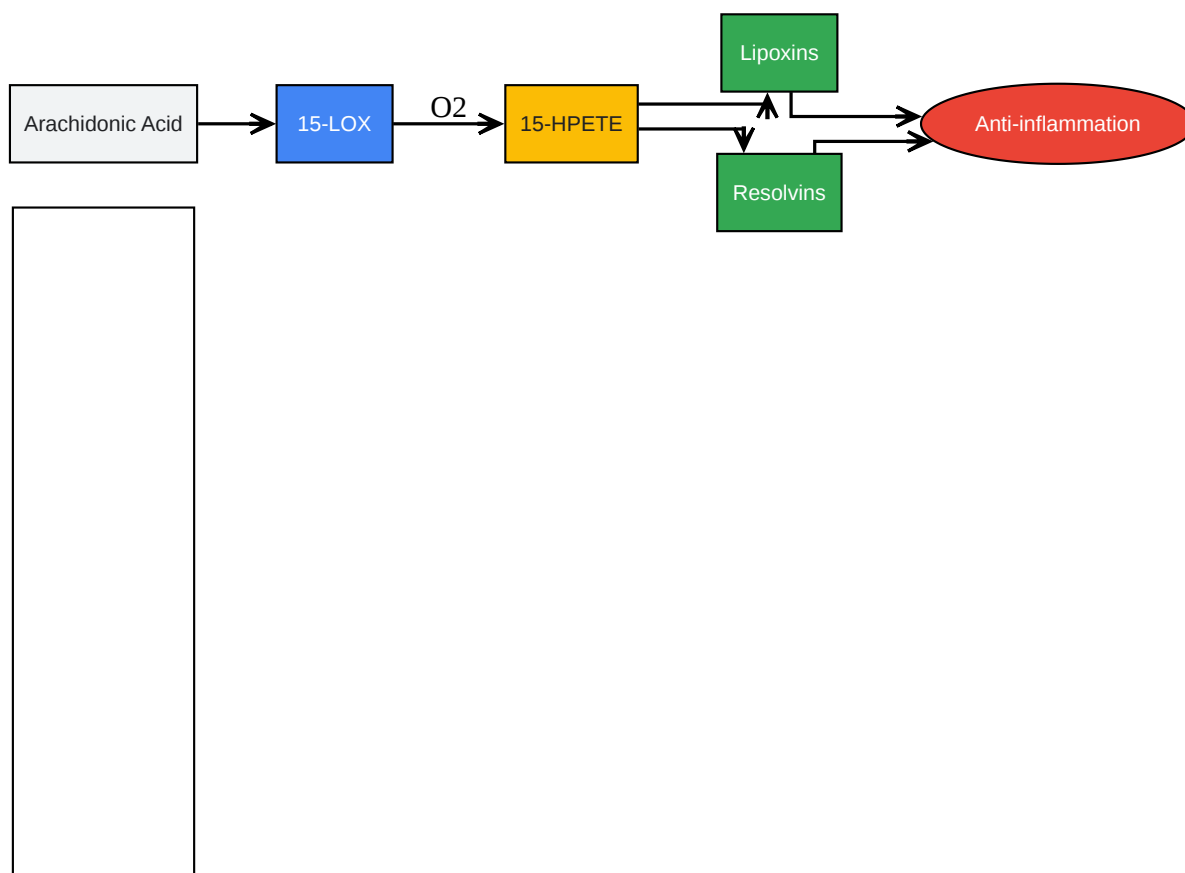 Lipoxins
Arachidonic Acid
15-LOX
O2
15-HPETE
Anti-inflammation
Resolvins